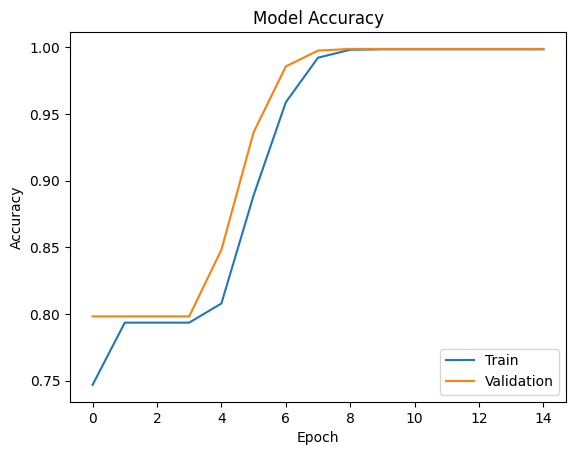 Model Accuracy
1.00
0.95
0.90
0.85
0.80
0.75
Accuracy
Train
Validation
0 2 4 6 8 10 12 14
Epoch